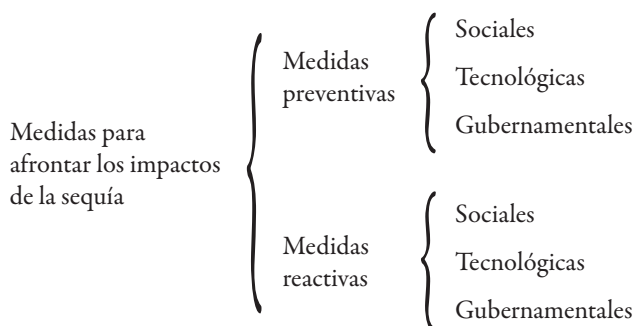 Medidas para
afrontar los impactos
de la sequía
Medidas
preventivas
Sociales
Tecnológicas
Gubernamentales
Medidas
reactivas
Sociales
Tecnológicas
Gubernamentales